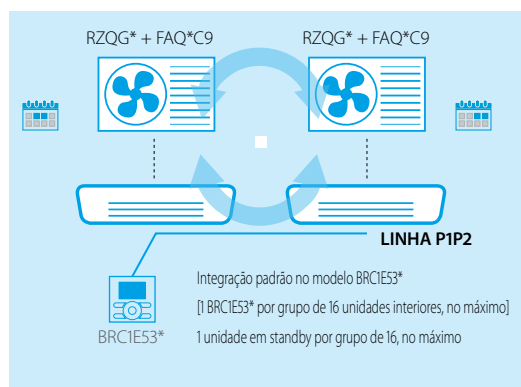 RZQG* + FAQ*C9
RZQG* + FAQ*C9
LINHA P1P2
Integração padrão no modelo BRC1E53*
[1 BRC1E53* por grupo de 16 unidades interiores, no máximo]
BRC1E53*
1 unidade em standby por grupo de 16, no máximo